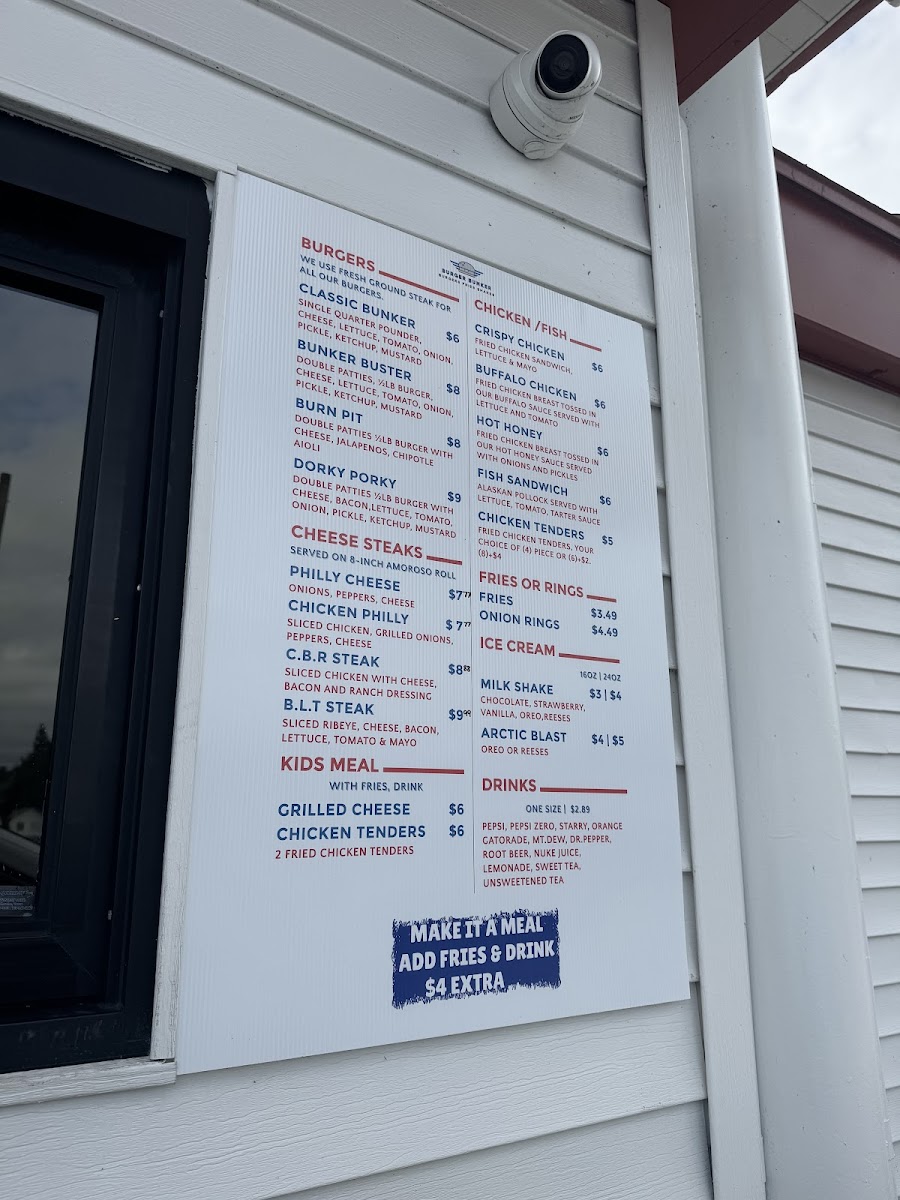 BURGER BUNKER
BURGERS FRIES SHAKES
BURGERS
WE USE FRESH GROUND STEAK FOR
ALL OUR BURGERS.
CLASSIC BUNKER $6
SINGLE QUARTER POUNDER,
CHEESE, LETTUCE, TOMATO, ONION,
PICKLE, KETCHUP, MUSTARD
BUNKER BUSTER $8
DOUBLE PATTIES, ½LB BURGER,
CHEESE, LETTUCE, TOMATO, ONION,
PICKLE, KETCHUP, MUSTARD
BURN PIT $8
DOUBLE PATTIES ½LB BURGER WITH
CHEESE, JALAPENOS, CHIPOTLE
AIOLI
DORKY PORKY $9
DOUBLE PATTIES ½LB BURGER WITH
CHEESE, BACON,LETTUCE, TOMATO,
ONION, PICKLE, KETCHUP, MUSTARD
CHEESE STEAKS
SERVED ON 8-INCH AMOROSO ROLL
PHILLY CHEESE $7⁷⁷
ONIONS, PEPPERS, CHEESE
CHICKEN PHILLY $7⁷⁷
SLICED CHICKEN, GRILLED ONIONS,
PEPPERS, CHEESE
C.B.R STEAK $8⁸⁸
SLICED CHICKEN WITH CHEESE,
BACON AND RANCH DRESSING
B.L.T STEAK $9⁹⁹
SLICED RIBEYE, CHEESE, BACON,
LETTUCE, TOMATO & MAYO
KIDS MEAL
WITH FRIES, DRINK
GRILLED CHEESE $6
CHICKEN TENDERS $6
2 FRIED CHICKEN TENDERS
CHICKEN /FISH
CRISPY CHICKEN $6
FRIED CHICKEN SANDWICH,
LETTUCE & MAYO
BUFFALO CHICKEN $6
FRIED CHICKEN BREAST TOSSED IN
OUR BUFFALO SAUCE SERVED WITH
LETTUCE AND TOMATO
HOT HONEY $6
FRIED CHICKEN BREAST TOSSED IN
OUR HOT HONEY SAUCE SERVED
WITH ONIONS AND PICKLES
FISH SANDWICH $6
ALASKAN POLLOCK SERVED WITH
LETTUCE, TOMATO, TARTER SAUCE
CHICKEN TENDERS $5
FRIED CHICKEN TENDERS, YOUR
CHOICE OF (4) PIECE OR (6)+$2.
(8)+$4
FRIES OR RINGS
FRIES $3.49
ONION RINGS $4.49
ICE CREAM
16OZ | 24OZ
MILK SHAKE $3 | $4
CHOCOLATE, STRAWBERRY,
VANILLA, OREO,REESES
ARCTIC BLAST $4 | $5
OREO OR REESES
DRINKS
ONE SIZE | $2.89
PEPSI, PEPSI ZERO, STARRY, ORANGE
GATORADE, MT.DEW, DR.PEPPER,
ROOT BEER, NUKE JUICE,
LEMONADE, SWEET TEA,
UNSWEETENED TEA
MAKE IT A MEAL
ADD FRIES & DRINK
$4 EXTRA